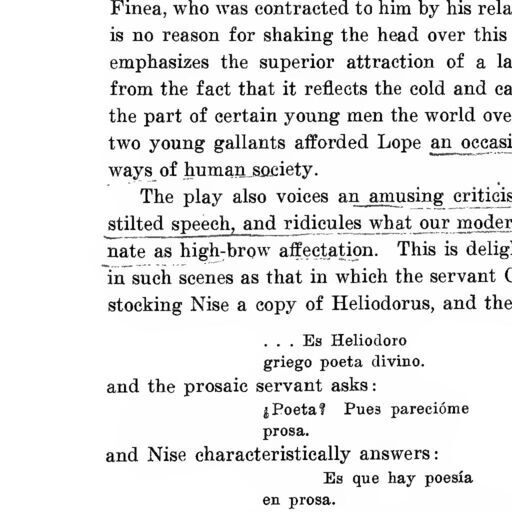 Finea, who was contracted to him by his rela
is no reason for shaking the head over this
emphasizes the superior attraction of a la
from the fact that it reflects the cold and ca
the part of certain young men the world ove
two young gallants afforded Lope an occasi
ways of human society.
The play also voices an amusing criticis
stilted speech, and ridicules what our moder
nate as high-brow affectation. This is delig
in such scenes as that in which the servant C
stocking Nise a copy of Heliodorus, and the
. . . Es Heliodoro
griego poeta divino.
and the prosaic servant asks:
¿Poeta? Pues parecióme
prosa.
and Nise characteristically answers:
Es que hay poesía
en prosa.